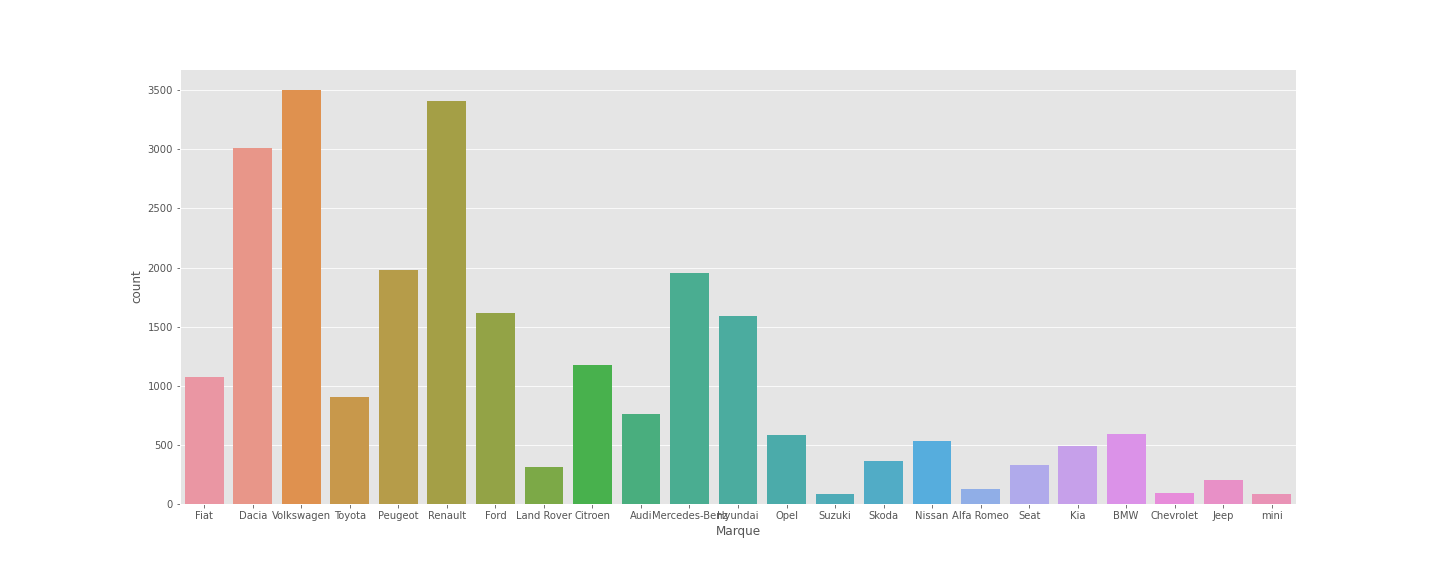 3500
3000
2500
2000
1500
1000
500
0
count
Fiat Dacia Volkswagen Toyota Peugeot Renault Ford Land Rover Citroen Audi Mercedes-Benz Hyundai Opel Suzuki Skoda Nissan Alfa Romeo Seat Kia BMW Chevrolet Jeep mini
Marque